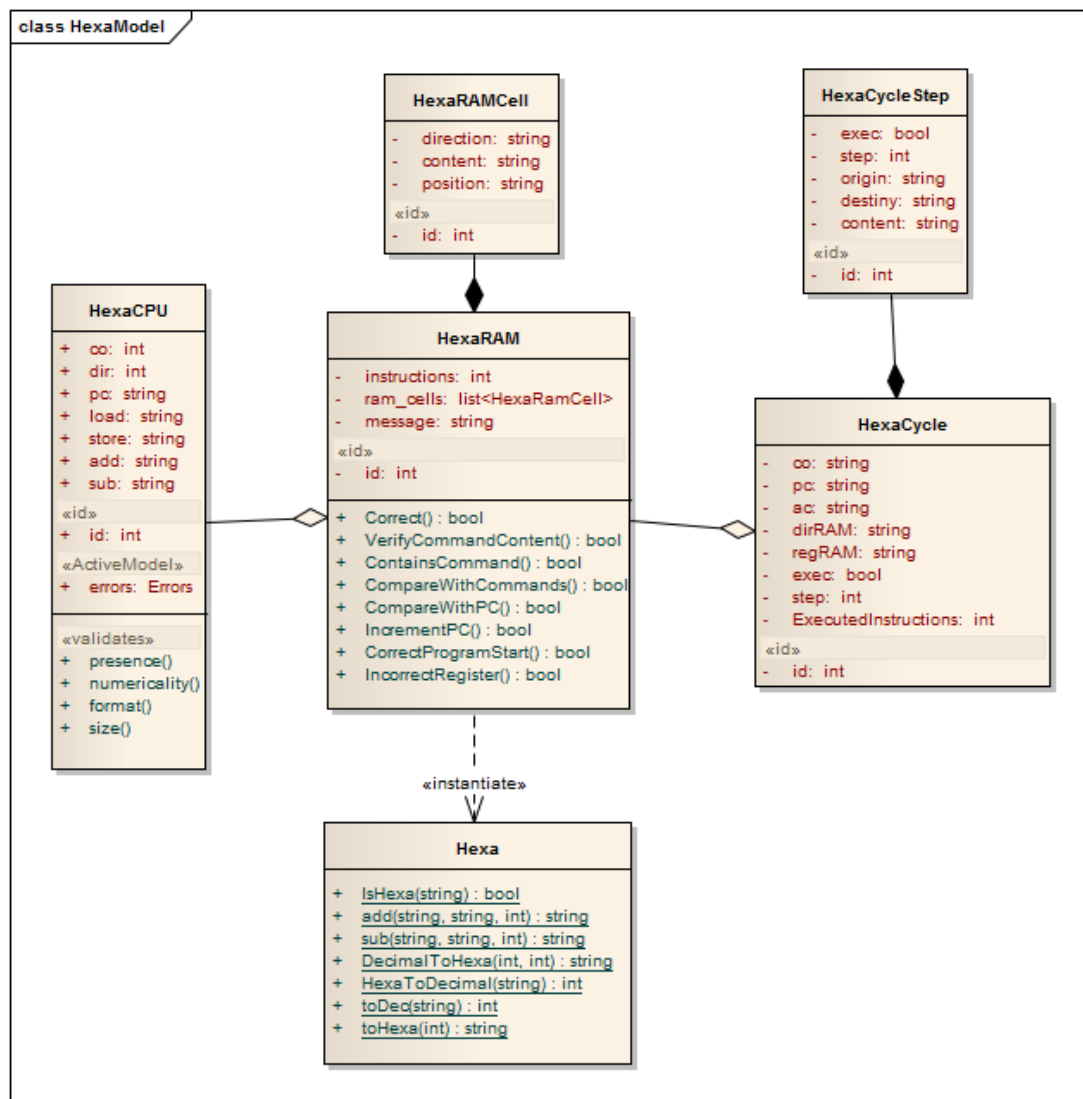 class HexaModel
HexaRAMCell
- direction: string
- content: string
- position: string
«id»
- id: int
HexaCycleStep
- exec: bool
- step: int
- origin: string
- destiny: string
- content: string
«id»
- id: int
HexaCPU
+ co: int
+ dir: int
+ pc: string
+ load: string
+ store: string
+ add: string
+ sub: string
«id»
+ id: int
«ActiveModel»
+ errors: Errors
«validates»
+ presence()
+ numericality()
+ format()
+ size()
HexaRAM
- instructions: int
- ram_cells: list<HexaRamCell>
- message: string
«id»
- id: int
+ Correct() : bool
+ VerifyCommandContent() : bool
+ ContainsCommand() : bool
+ CompareWithCommands() : bool
+ CompareWithPC() : bool
+ IncrementPC() : bool
+ CorrectProgramStart() : bool
+ IncorrectRegister() : bool
HexaCycle
- co: string
- pc: string
- ac: string
- dirRAM: string
- regRAM: string
- exec: bool
- step: int
- ExecutedInstructions: int
«id»
- id: int
«instantiate»
Hexa
+ IsHexa(string) : bool
+ add(string, string, int) : string
+ sub(string, string, int) : string
+ DecimalToHexa(int, int) : string
+ HexaToDecimal(string) : int
+ toDec(string) : int
+ toHexa(int) : string